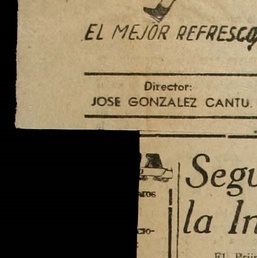 EL MEJOR REFRESCO
Director:
JOSE GONZALEZ CANTU.
Segu
la In